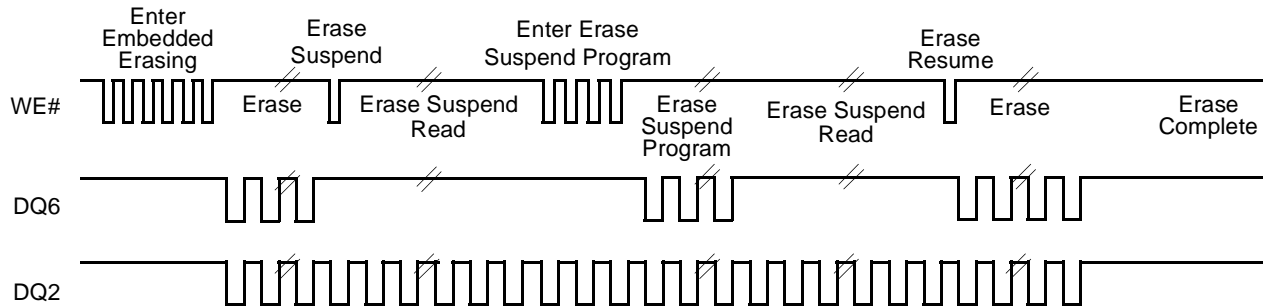 Enter
Embedded
Erasing
Erase
Suspend
Enter Erase
Suspend Program
Erase
Resume
WE#
Erase
Erase Suspend
Read
Erase
Suspend
Program
Erase Suspend
Read
Erase
Erase
Complete
DQ6
DQ2